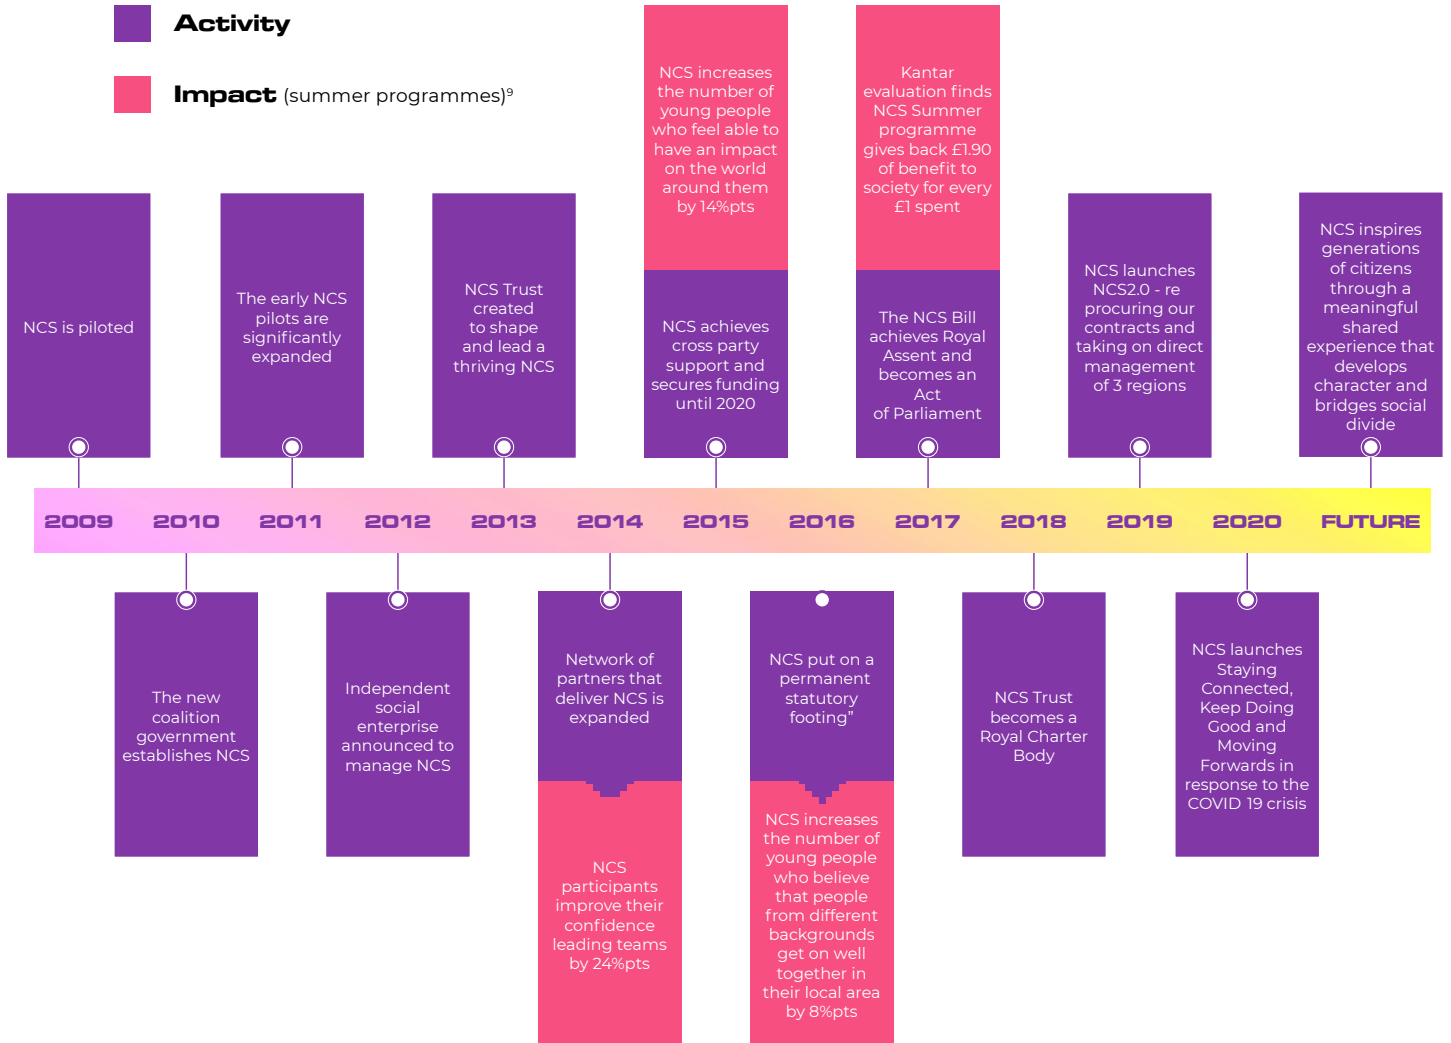 Activity
Impact (summer programmes)⁹
NCS increases
the number of
young people
who feel able to
have an impact
on the world
around them
by 14%pts
Kantar
evaluation finds
NCS Summer
programme
gives back £1.90
of benefit to
society for every
£1 spent
NCS is piloted
The early NCS
pilots are
significantly
expanded
NCS Trust
created
to shape
and lead a
thriving NCS
NCS achieves
cross party
support and
secures funding
until 2020
The NCS Bill
achieves Royal
Assent and
becomes an
Act
of Parliament
NCS launches
NCS2.0 - re
procuring our
contracts and
taking on direct
management
of 3 regions
NCS inspires
generations
of citizens
through a
meaningful
shared
experience that
develops
character and
bridges social
divide
2009 2010 2011 2012 2013 2014 2015 2016 2017 2018 2019 2020 FUTURE
The new
coalition
government
establishes NCS
Independent
social
enterprise
announced to
manage NCS
Network of
partners that
deliver NCS is
expanded
NCS
participants
improve their
confidence
leading teams
by 24%pts
NCS put on a
permanent
statutory
footing”
NCS increases
the number of
young people
who believe
that people
from different
backgrounds
get on well
together in
their local area
by 8%pts
NCS Trust
becomes a
Royal Charter
Body
NCS launches
Staying
Connected,
Keep Doing
Good and
Moving
Forwards in
response to the
COVID 19 crisis